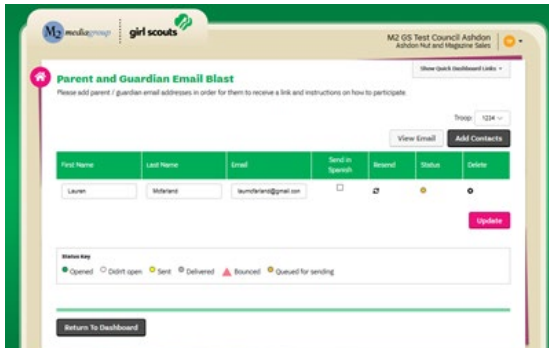 M2 mediagroup girl scouts
M2 GS Test Council Ashdon
Ashdon Nut and Magazine Sales
Show Quick Dashboard Links
Parent and Guardian Email Blast
Please add parent / guardian email addresses in order for them to receive a link and instructions on how to participate.
Troop: 1234
View Email Add Contacts
First Name Last Name Email Send in Spanish Resend Status Delete
Lauren Mcfarland laumcfarland@gmail.com
Update
Status Key
Opened Didn't open Sent Delivered Bounced Queued for sending
Return To Dashboard